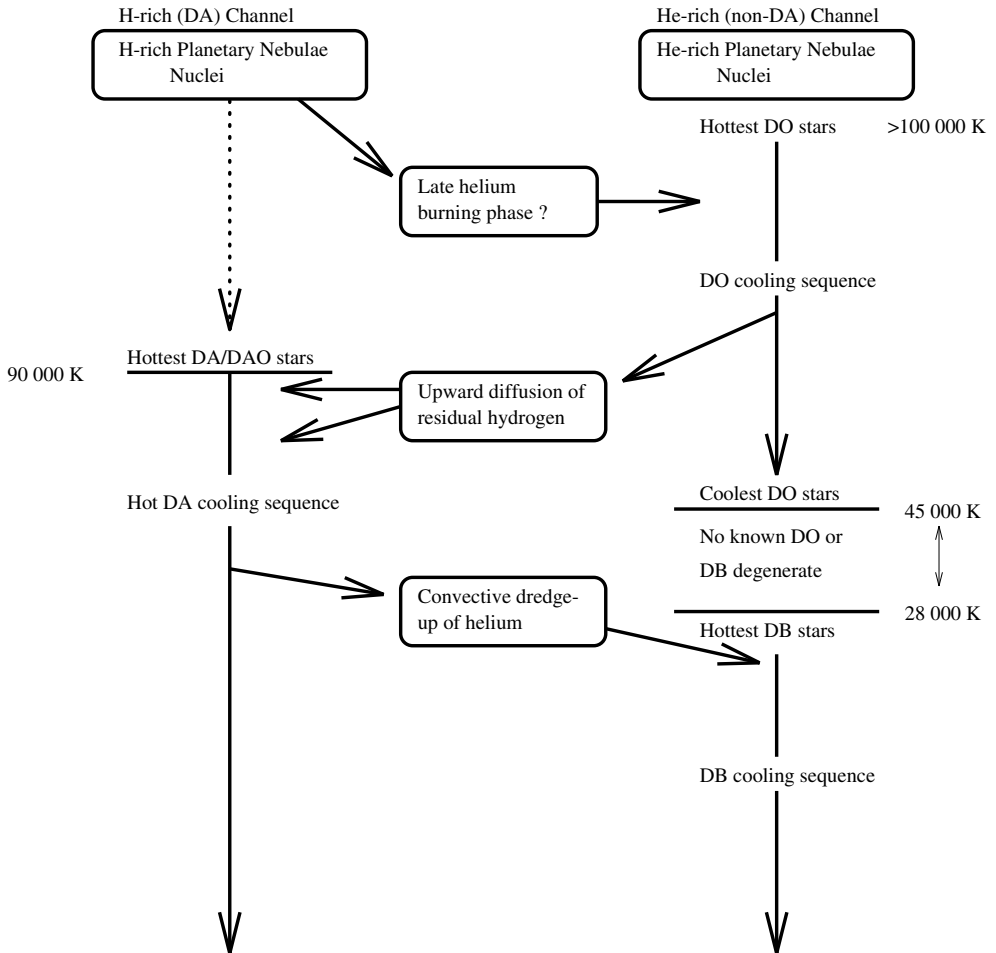 H-rich (DA) Channel
He-rich (non-DA) Channel
H-rich Planetary Nebulae
Nuclei
He-rich Planetary Nebulae
Nuclei
Hottest DO stars
>100 000 K
Late helium
burning phase ?
DO cooling sequence
Hottest DA/DAO stars
90 000 K
Upward diffusion of
residual hydrogen
Hot DA cooling sequence
Coolest DO stars
45 000 K
No known DO or
DB degenerate
Convective dredge-
up of helium
28 000 K
Hottest DB stars
DB cooling sequence